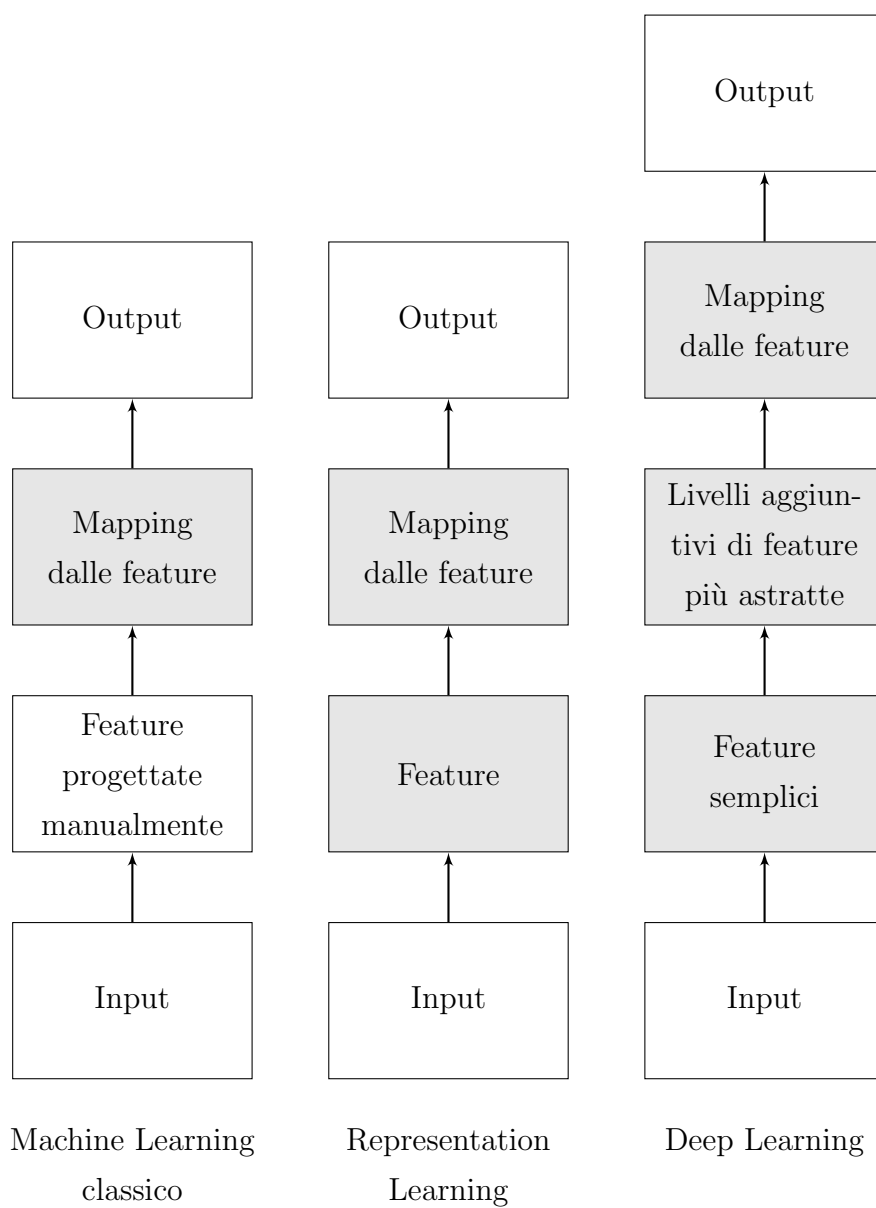 Output
Mapping
dalle feature
Feature
progettate
manualmente
Input
Machine Learning
classico
Output
Mapping
dalle feature
Feature
Input
Representation
Learning
Output
Mapping
dalle feature
Livelli aggiun-
tivi di feature
più astratte
Feature
semplici
Input
Deep Learning